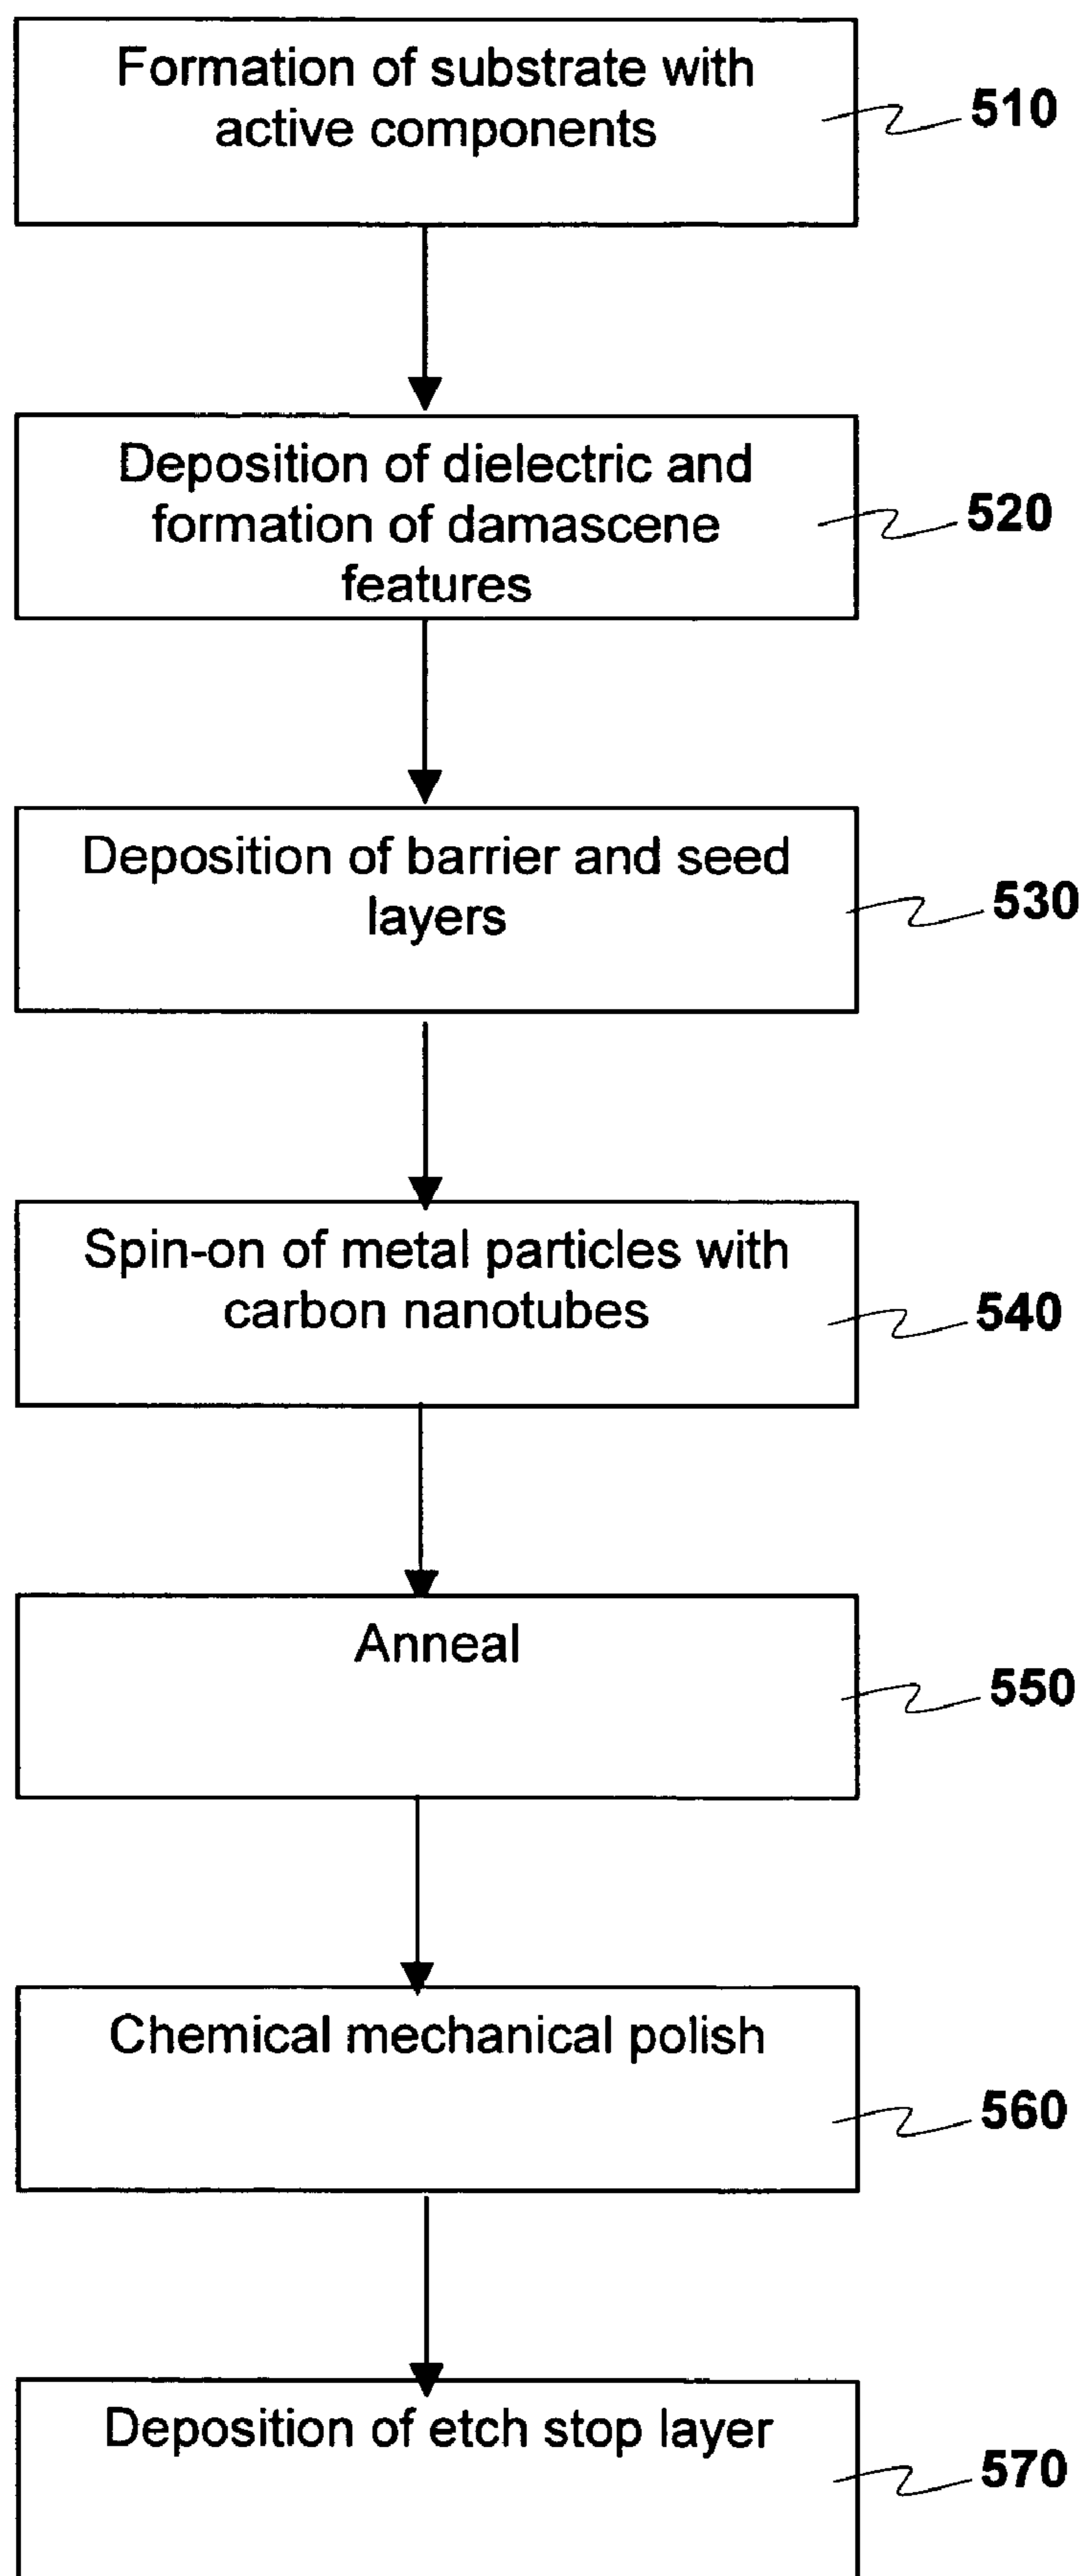 Formation of substrate with
active components
510
Deposition of dielectric and
formation of damascene
features
520
Deposition of barrier and seed
layers
530
Spin-on of metal particles with
carbon nanotubes
540
Anneal
550
Chemical mechanical polish
560
Deposition of etch stop layer
570